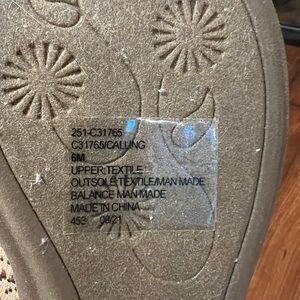 251-C31765
C31765/CALLING
6M
UPPER:TEXTILE
OUTSOLE:TEXTILE/MAN MADE
BALANCE MAN MADE
MADE IN CHINA
453 08/21